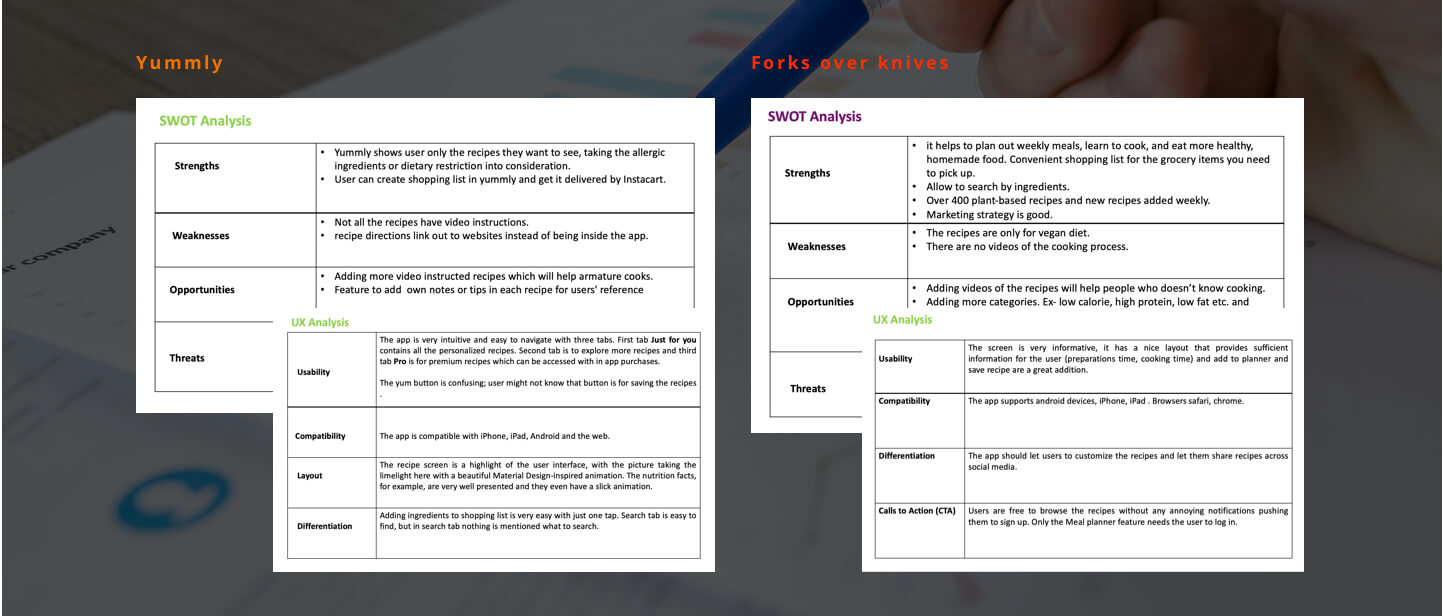 Yummly
SWOT Analysis
Strengths
• Yummly shows user only the recipes they want to see, taking the allergic
ingredients or dietary restriction into consideration.
• User can create shopping list in yummly and get it delivered by Instacart.
Weaknesses
• Not all the recipes have video instructions.
• recipe directions link out to websites instead of being inside the app.
Opportunities
• Adding more video instructed recipes which will help armature cooks.
• Feature to add own notes or tips in each recipe for users' reference
Threats
UX Analysis
Usability
The app is very intuitive and easy to navigate with three tabs. First tab Just for you
contains all the personalized recipes. Second tab is to explore more recipes and third
tab Pro is for premium recipes which can be accessed with in app purchases.
The yum button is confusing; user might not know that button is for saving the recipes
.
Compatibility
The app is compatible with iPhone, iPad, Android and the web.
Layout
The recipe screen is a highlight of the user interface, with the picture taking the
limelight here with a beautiful Material Design-inspired animation. The nutrition facts,
for example, are very well presented and they even have a slick animation.
Differentiation
Adding ingredients to shopping list is very easy with just one tap. Search tab is easy to
find, but in search tab nothing is mentioned what to search.
Forks over knives
SWOT Analysis
Strengths
• it helps to plan out weekly meals, learn to cook, and eat more healthy,
homemade food. Convenient shopping list for the grocery items you need
to pick up.
• Allow to search by ingredients.
• Over 400 plant-based recipes and new recipes added weekly.
• Marketing strategy is good.
Weaknesses
• The recipes are only for vegan diet.
• There are no videos of the cooking process.
Opportunities
• Adding videos of the recipes will help people who doesn't know cooking.
• Adding more categories. Ex- low calorie, high protein, low fat etc. and
Threats
UX Analysis
Usability
The screen is very informative, it has a nice layout that provides sufficient
information for the user (preparations time, cooking time) and add to planner and
save recipe are a great addition.
Compatibility
The app supports android devices, iPhone, iPad . Browsers safari, chrome.
Differentiation
The app should let users to customize the recipes and let them share recipes across
social media.
Calls to Action (CTA)
Users are free to browse the recipes without any annoying notifications pushing
them to sign up. Only the Meal planner feature needs the user to log in.
company